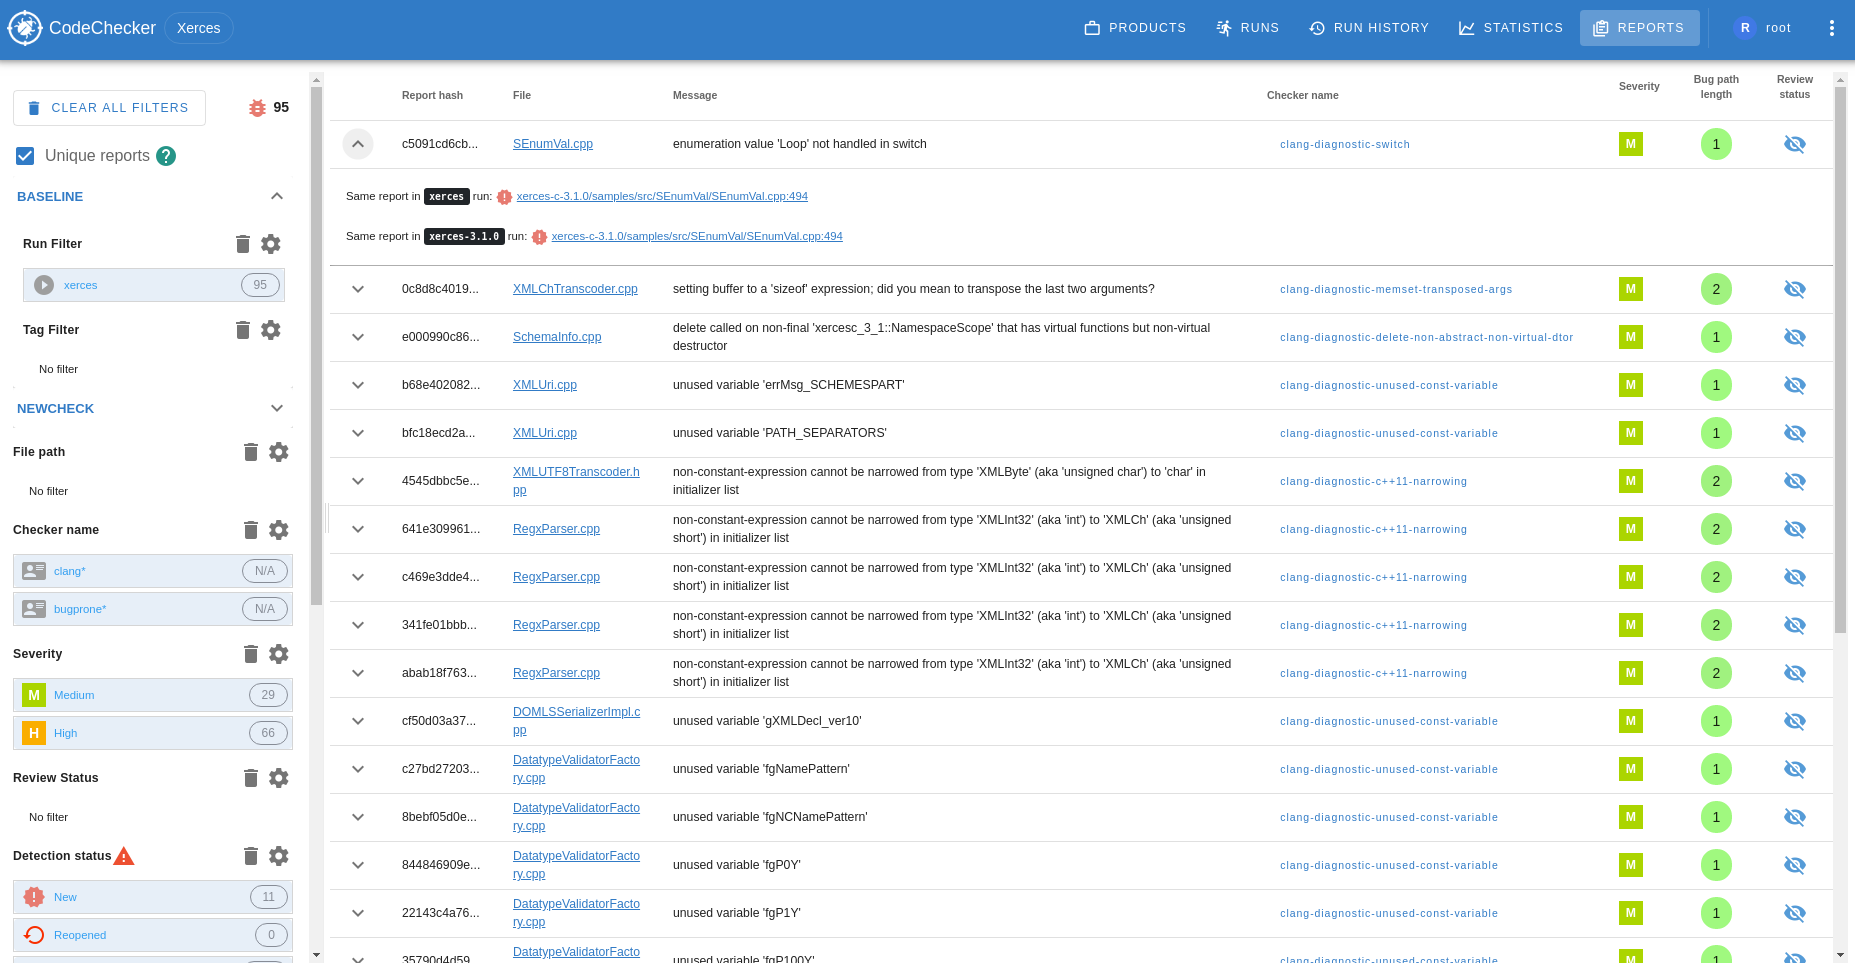 CodeChecker Xerces PRODUCTS RUNS RUN HISTORY STATISTICS REPORTS R root
CLEAR ALL FILTERS 95
Unique reports ?
BASELINE
Run Filter
xerces 95
Tag Filter
No filter
NEWCHECK
File path
No filter
Checker name
clang* N/A
bugprone* N/A
Severity
M Medium 29
H High 66
Review Status
No filter
Detection status
New 11
Reopened 0
Report hash File Message Checker name Severity Bug path length Review status
c5091cd6cb... SEnumVal.cpp enumeration value 'Loop' not handled in switch clang-diagnostic-switch M 1
Same report in xerces run: xerces-c-3.1.0/samples/src/SEnumVal/SEnumVal.cpp:494
Same report in xerces-3.1.0 run: xerces-c-3.1.0/samples/src/SEnumVal/SEnumVal.cpp:494
0c8d8c4019... XMLChTranscoder.cpp setting buffer to a 'sizeof' expression; did you mean to transpose the last two arguments? clang-diagnostic-memset-transposed-args M 2
e000990c86... SchemaInfo.cpp delete called on non-final 'xercesc_3_1::NamespaceScope' that has virtual functions but non-virtual
destructor clang-diagnostic-delete-non-abstract-non-virtual-dtor M 1
b68e402082... XMLUri.cpp unused variable 'errMsg_SCHEMESPART' clang-diagnostic-unused-const-variable M 1
bfc18ecd2a... XMLUri.cpp unused variable 'PATH_SEPARATORS' clang-diagnostic-unused-const-variable M 1
4545dbbc5e... XMLUTF8Transcoder.h
pp non-constant-expression cannot be narrowed from type 'XMLByte' (aka 'unsigned char') to 'char' in
initializer list clang-diagnostic-c++11-narrowing M 2
641e309961... RegxParser.cpp non-constant-expression cannot be narrowed from type 'XMLInt32' (aka 'int') to 'XMLCh' (aka 'unsigned
short') in initializer list clang-diagnostic-c++11-narrowing M 2
c469e3dde4... RegxParser.cpp non-constant-expression cannot be narrowed from type 'XMLInt32' (aka 'int') to 'XMLCh' (aka 'unsigned
short') in initializer list clang-diagnostic-c++11-narrowing M 2
341fe01bbb... RegxParser.cpp non-constant-expression cannot be narrowed from type 'XMLInt32' (aka 'int') to 'XMLCh' (aka 'unsigned
short') in initializer list clang-diagnostic-c++11-narrowing M 2
abab18f763... RegxParser.cpp non-constant-expression cannot be narrowed from type 'XMLInt32' (aka 'int') to 'XMLCh' (aka 'unsigned
short') in initializer list clang-diagnostic-c++11-narrowing M 2
cf50d03a37... DOMLSSerializerImpl.c
pp unused variable 'gXMLDecl_ver10' clang-diagnostic-unused-const-variable M 1
c27bd27203... DatatypeValidatorFacto
ry.cpp unused variable 'fgNamePattern' clang-diagnostic-unused-const-variable M 1
8bebf05d0e... DatatypeValidatorFacto
ry.cpp unused variable 'fgNCNamePattern' clang-diagnostic-unused-const-variable M 1
844846909e... DatatypeValidatorFacto
ry.cpp unused variable 'fgP0Y' clang-diagnostic-unused-const-variable M 1
22143c4a76... DatatypeValidatorFacto
ry.cpp unused variable 'fgP1Y' clang-diagnostic-unused-const-variable M 1
35790d4d59... DatatypeValidatorFacto
unused variable 'fgP100Y' clang-diagnostic-unused-const-variable M 1